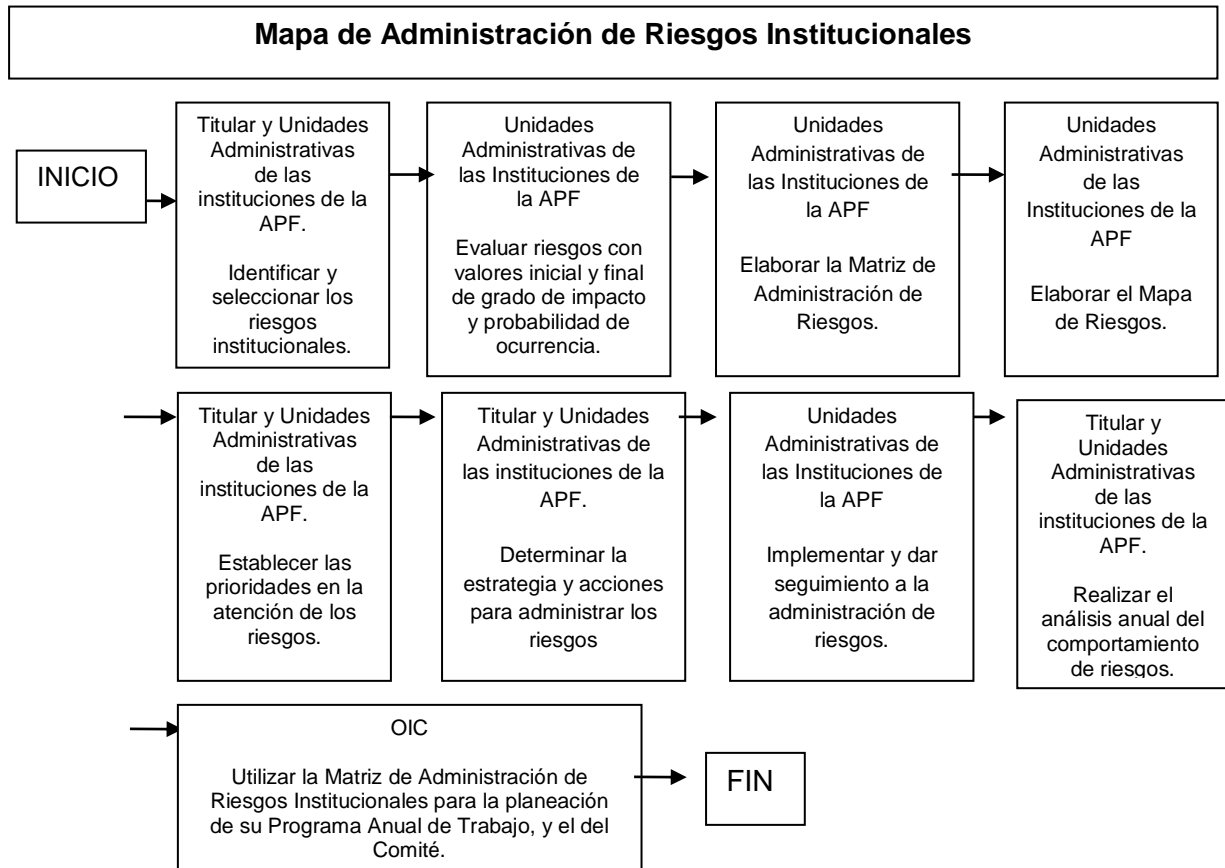 Mapa de Administración de Riesgos Institucionales
INICIO
Titular y Unidades
Administrativas
de las
instituciones de la
APF.
Identificar y
seleccionar los
riesgos
institucionales.
Unidades
Administrativas de
las Instituciones de
la APF
Evaluar riesgos con
valores inicial y final
de grado de impacto
y probabilidad de
ocurrencia.
Unidades
Administrativas de
las Instituciones de
la APF
Elaborar la Matriz de
Administración de
Riesgos.
Unidades
Administrativas
de las
Instituciones de la
APF
Elaborar el Mapa
de Riesgos.
Titular y Unidades
Administrativas
de las
instituciones de la
APF.
Establecer las
prioridades en la
atención de los
riesgos.
Titular y Unidades
Administrativas de
las instituciones de la
APF.
Determinar la
estrategia y acciones
para administrar los
riesgos
Unidades
Administrativas de
las Instituciones de
la APF
Implementar y dar
seguimiento a la
administración de
riesgos.
Titular y
Unidades
Administrativas
de las
instituciones de la
APF.
Realizar el
análisis anual del
comportamiento
de riesgos.
OIC
Utilizar la Matriz de Administración de
Riesgos Institucionales para la planeación
de su Programa Anual de Trabajo, y el del
Comité.
FIN